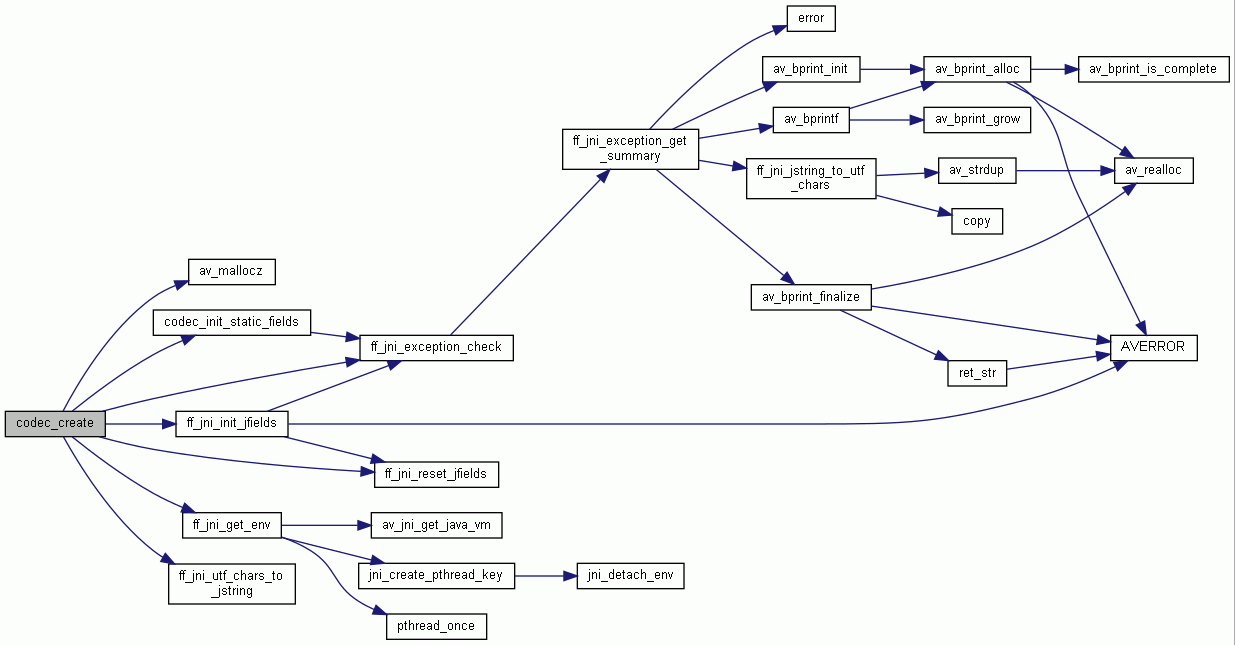 error
av_bprint_init
av_bprint_alloc
av_bprint_is_complete
av_bprintf
av_bprint_grow
ff_jni_exception_get
_summary
ff_jni_jstring_to_utf
_chars
av_strdup
av_realloc
copy
av_mallocz
av_bprint_finalize
codec_init_static_fields
ff_jni_exception_check
AVERROR
ret_str
codec_create
ff_jni_init_jfields
ff_jni_reset_jfields
ff_jni_get_env
av_jni_get_java_vm
ff_jni_utf_chars_to
_jstring
jni_create_pthread_key
jni_detach_env
pthread_once